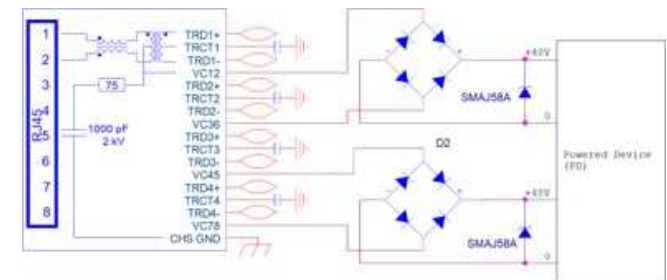 RJ45
1
2
3
4
5
6
7
8
75
1000 pF
2 kV
TRD1+
TRCT1
TRD1-
VC12
TRD2+
TRCT2
TRD2-
VC36
TRD3+
TRCT3
TRD3-
VC45
TRD4+
TRCT4
TRD4-
VC78
CHS GND
-
+
SMAJ58A
D2
-
+
SMAJ58A
0
0
Powered Device
(PD)